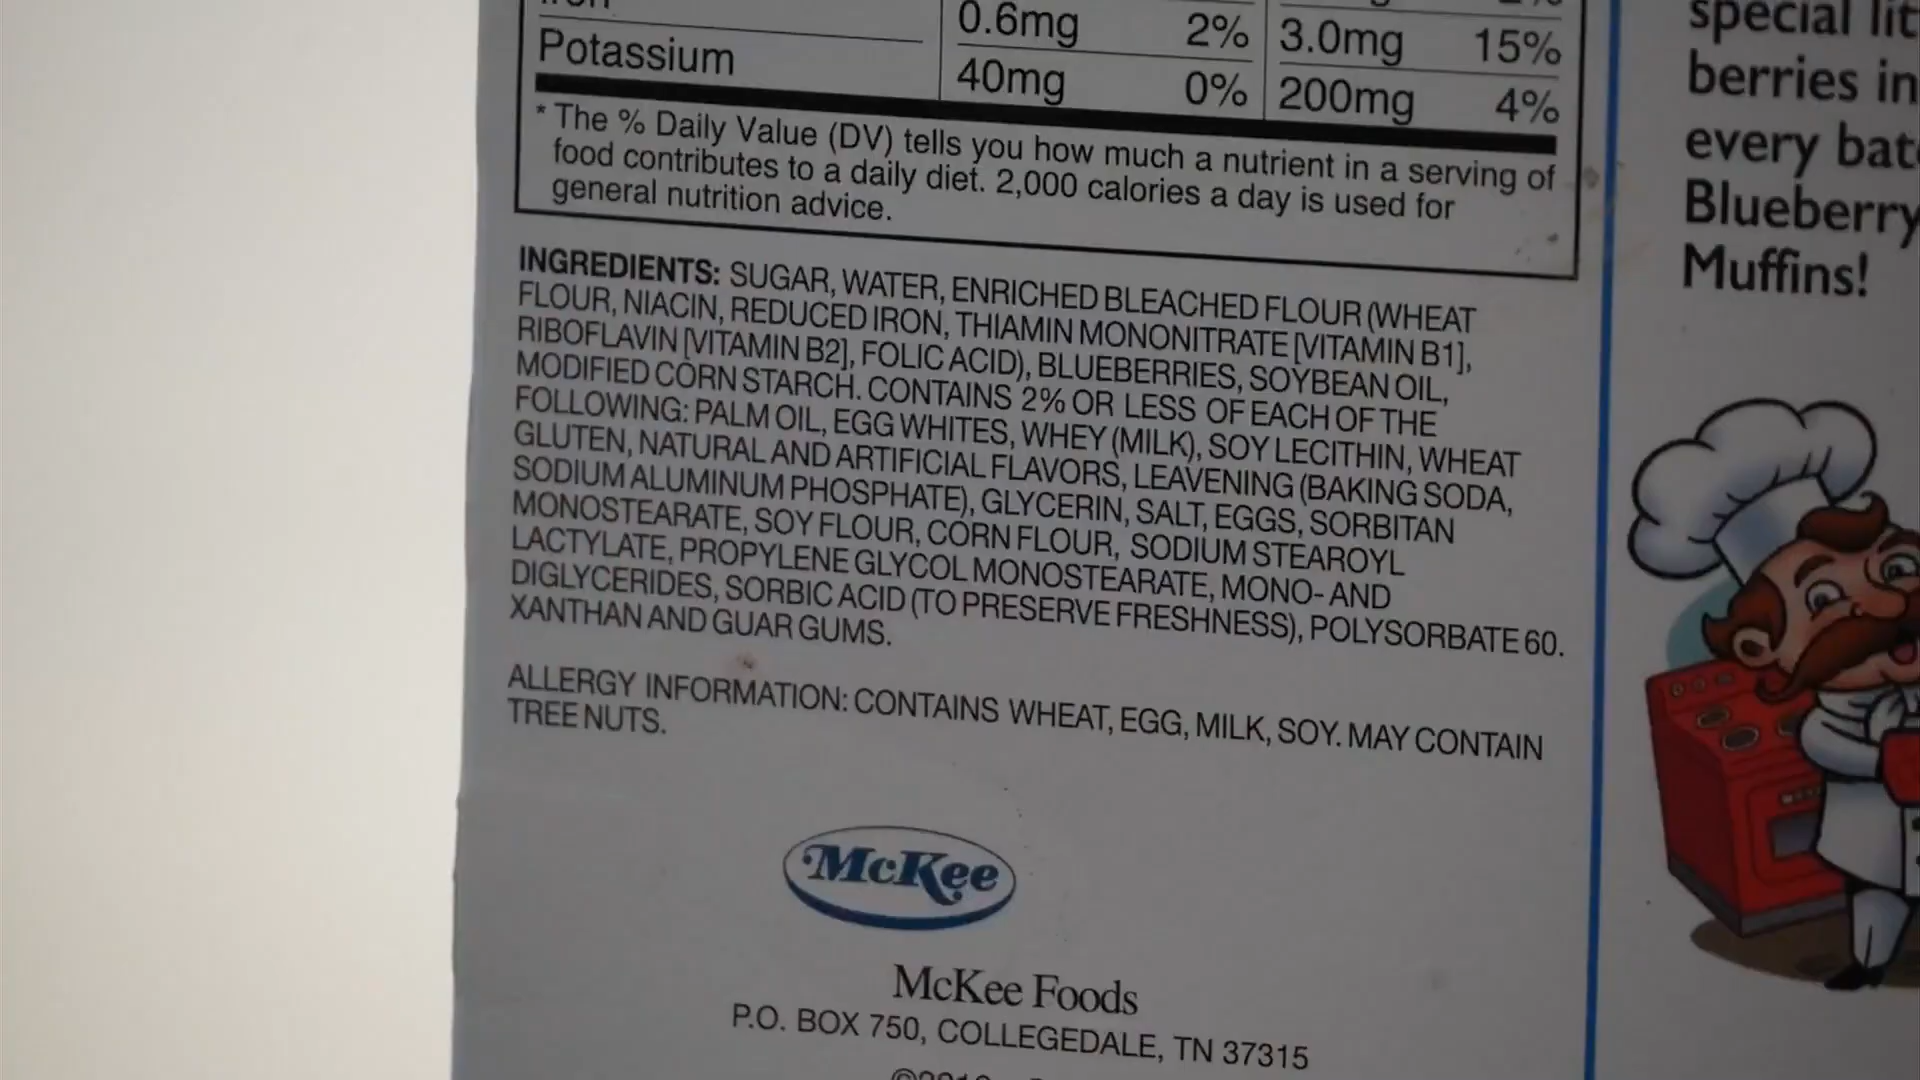 Potassium
0.6mg 2% 3.0mg 15%
40mg 0% 200mg 4%
* The % Daily Value (DV) tells you how much a nutrient in a serving of
food contributes to a daily diet. 2,000 calories a day is used for
general nutrition advice.
INGREDIENTS: SUGAR, WATER, ENRICHED BLEACHED FLOUR (WHEAT
FLOUR, NIACIN, REDUCED IRON, THIAMIN MONONITRATE [VITAMIN B1],
RIBOFLAVIN [VITAMIN B2], FOLIC ACID), BLUEBERRIES, SOYBEAN OIL,
MODIFIED CORN STARCH. CONTAINS 2% OR LESS OF EACH OF THE
FOLLOWING: PALM OIL, EGG WHITES, WHEY (MILK), SOY LECITHIN, WHEAT
GLUTEN, NATURAL AND ARTIFICIAL FLAVORS, LEAVENING (BAKING SODA,
SODIUM ALUMINUM PHOSPHATE), GLYCERIN, SALT, EGGS, SORBITAN
MONOSTEARATE, SOY FLOUR, CORN FLOUR, SODIUM STEAROYL
LACTYLATE, PROPYLENE GLYCOL MONOSTEARATE, MONO- AND
DIGLYCERIDES, SORBIC ACID (TO PRESERVE FRESHNESS), POLYSORBATE 60.
XANTHAN AND GUAR GUMS.
ALLERGY INFORMATION: CONTAINS WHEAT, EGG, MILK, SOY. MAY CONTAIN
TREE NUTS.
McKee
McKee Foods
P.O. BOX 750, COLLEGEDALE, TN 37315
special lit
berries in
every bat
Blueberry
Muffins!